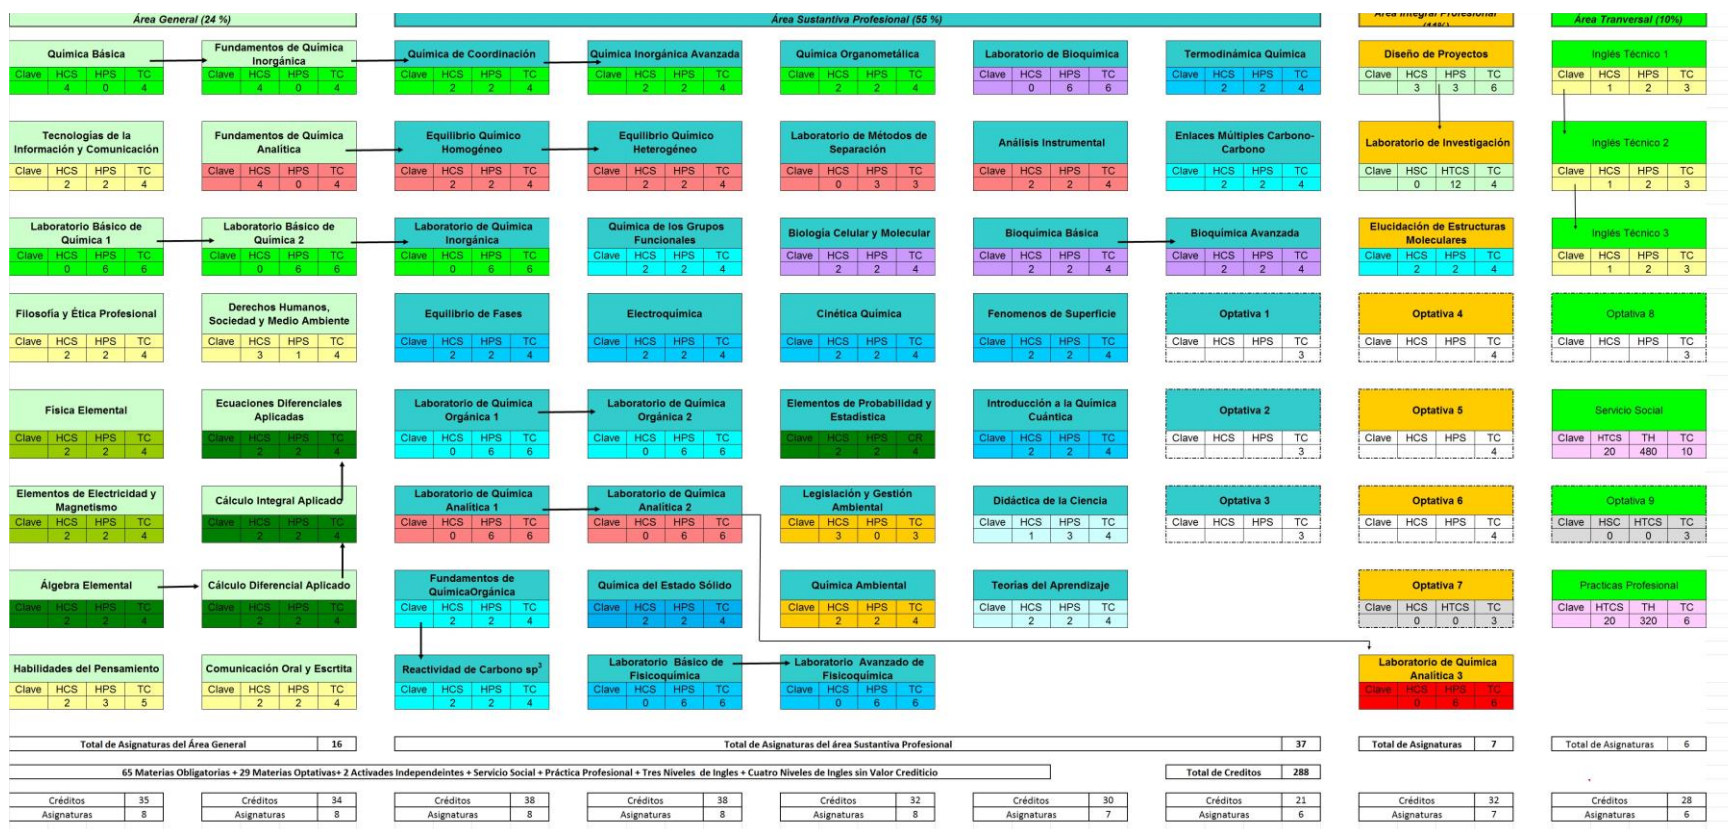 Área General (24 %)
Área Sustantiva Profesional (55 %)
Área Integral Profesional
(11%)
Área Tranversal (10%)
Química Básica
Clave HCS HPS TC
4 0 4
Fundamentos de Química
Inorgánica
Clave HCS HPS TC
4 0 4
Química de Coordinación
Clave HCS HPS TC
2 2 4
Química Inorgánica Avanzada
Clave HCS HPS TC
2 2 4
Química Organometálica
Clave HCS HPS TC
2 2 4
Laboratorio de Bioquimica
Clave HCS HPS TC
0 6 6
Termodinámica Química
Clave HCS HPS TC
2 2 4
Diseño de Proyectos
Clave HCS HPS TC
3 3 6
Inglés Técnico 1
Clave HCS HPS TC
1 2 3
Tecnologías de la
Información y Comunicación
Clave HCS HPS TC
2 2 4
Fundamentos de Química
Analítica
Clave HCS HPS TC
4 0 4
Equilibrio Químico
Homogéneo
Clave HCS HPS TC
2 2 4
Equilibrio Químico
Heterogéneo
Clave HCS HPS TC
2 2 4
Laboratorio de Métodos de
Separación
Clave HCS HPS TC
0 3 3
Análisis Instrumental
Clave HCS HPS TC
2 2 4
Enlaces Múltiples Carbono-
Carbono
Clave HCS HPS TC
2 2 4
Laboratorio de Investigación
Clave HSC HTCS TC
0 12 4
Inglés Técnico 2
Clave HCS HPS TC
1 2 3
Laboratorio Básico de
Química 1
Clave HCS HPS TC
0 6 6
Laboratorio Básico de
Química 2
Clave HCS HPS TC
0 6 6
Laboratorio de Química
Inorgánica
Clave HCS HPS TC
0 6 6
Química de los Grupos
Funcionales
Clave HCS HPS TC
2 2 4
Biología Celular y Molecular
Clave HCS HPS TC
2 2 4
Bioquímica Básica
Clave HCS HPS TC
2 2 4
Bioquímica Avanzada
Clave HCS HPS TC
2 2 4
Elucidación de Estructuras
Moleculares
Clave HCS HPS TC
2 2 4
Inglés Técnico 3
Clave HCS HPS TC
1 2 3
Filosofía y Ética Profesional
Clave HCS HPS TC
2 2 4
Derechos Humanos,
Sociedad y Medio Ambiente
Clave HCS HPS TC
3 1 4
Equilibrio de Fases
Clave HCS HPS TC
2 2 4
Electroquímica
Clave HCS HPS TC
2 2 4
Cinética Química
Clave HCS HPS TC
2 2 4
Fenomenos de Superficie
Clave HCS HPS TC
2 2 4
Optativa 1
Clave HCS HPS TC
3
Optativa 4
Clave HCS HPS TC
4
Optativa 8
Clave HCS HPS TC
3
Física Elemental
Clave HCS HPS TC
2 2 4
Ecuaciones Diferenciales
Aplicadas
Clave HCS HPS TC
2 2 4
Laboratorio de Química
Orgánica 1
Clave HCS HPS TC
0 6 6
Laboratorio de Química
Orgánica 2
Clave HCS HPS TC
0 6 6
Elementos de Probabilidad y
Estadística
Clave HCS HPS CR
2 2 4
Introducción a la Química
Cuántica
Clave HCS HPS TC
2 2 4
Optativa 2
Clave HCS HPS TC
3
Optativa 5
Clave HCS HPS TC
4
Servicio Social
Clave HTCS TH TC
20 480 10
Elementos de Electricidad y
Magnetismo
Clave HCS HPS TC
2 2 4
Cálculo Integral Aplicado
Clave HCS HPS TC
2 2 4
Laboratorio de Química
Analítica 1
Clave HCS HPS TC
0 6 6
Laboratorio de Química
Analítica 2
Clave HCS HPS TC
0 6 6
Legislación y Gestión
Ambiental
Clave HCS HPS TC
3 0 3
Didáctica de la Ciencia
Clave HCS HPS TC
1 3 4
Optativa 3
Clave HCS HPS TC
3
Optativa 6
Clave HCS HPS TC
4
Optativa 9
Clave HSC HTCS TC
0 0 3
Álgebra Elemental
Clave HCS HPS TC
2 2 4
Cálculo Diferencial Aplicado
Clave HCS HPS TC
2 2 4
Fundamentos de
QuímicaOrgánica
Clave HCS HPS TC
2 2 4
Química del Estado Sólido
Clave HCS HPS TC
2 2 4
Química Ambiental
Clave HCS HPS TC
2 2 4
Teorías del Aprendizaje
Clave HCS HPS TC
2 2 4
Optativa 7
Clave HCS HTCS TC
0 0 3
Practicas Profesional
Clave HTCS TH TC
20 320 6
Habilidades del Pensamiento
Clave HCS HPS TC
2 3 5
Comunicación Oral y Escrtita
Clave HCS HPS TC
2 2 4
Reactividad de Carbono sp³
Clave HCS HPS TC
2 2 4
Laboratorio Básico de
Fisicoquímica
Clave HCS HPS TC
0 6 6
Laboratorio Avanzado de
Fisicoquímica
Clave HCS HPS TC
0 6 6
Laboratorio de Química
Analítica 3
Clave HCS HPS TC
0 6 6
Total de Asignaturas del Área General 16
Total de Asignaturas del área Sustantiva Profesional 37
Total de Asignaturas 7
Total de Asignaturas 6
65 Materias Obligatorias + 29 Materias Optativas+ 2 Activades Independeintes + Servicio Social + Práctica Profesional + Tres Niveles de Ingles + Cuatro Niveles de Ingles sin Valor Crediticio
Total de Creditos 288
Créditos 35
Asignaturas 8
Créditos 34
Asignaturas 8
Créditos 38
Asignaturas 8
Créditos 38
Asignaturas 8
Créditos 32
Asignaturas 8
Créditos 30
Asignaturas 7
Créditos 21
Asignaturas 6
Créditos 32
Asignaturas 7
Créditos 28
Asignaturas 6